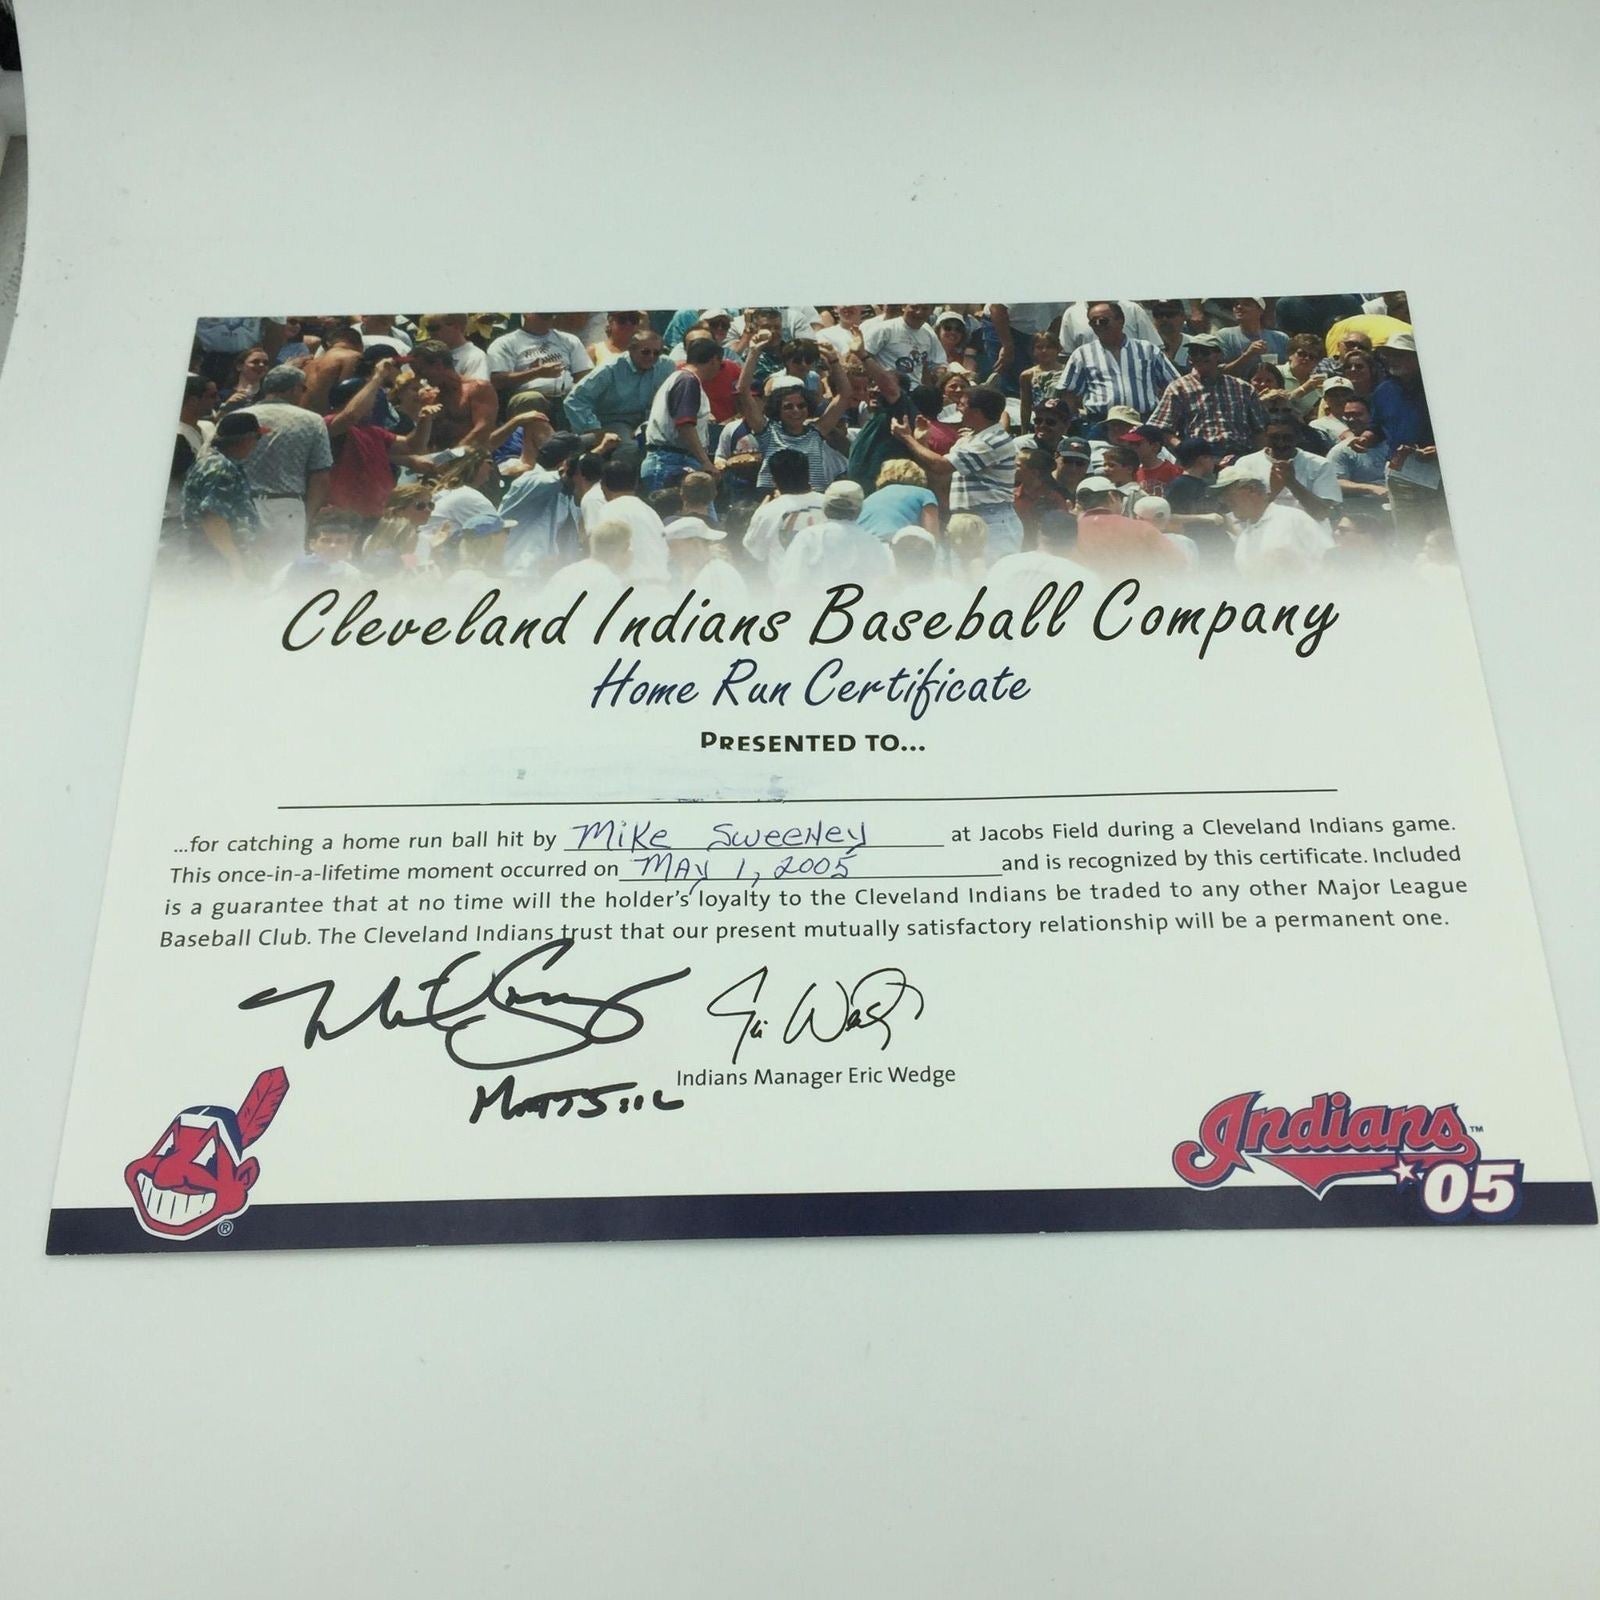 Cleveland Indians Baseball Company
Home Run Certificate
PRESENTED TO...
...for catching a home run ball hit by Mike Sweeney at Jacobs Field during a Cleveland Indians game.
This once-in-a-lifetime moment occurred on May 1, 2005 and is recognized by this certificate. Included
is a guarantee that at no time will the holder's loyalty to the Cleveland Indians be traded to any other Major League
Baseball Club. The Cleveland Indians trust that our present mutually satisfactory relationship will be a permanent one.
Eric Wedge
Indians Manager Eric Wedge
Indians™
'05
®